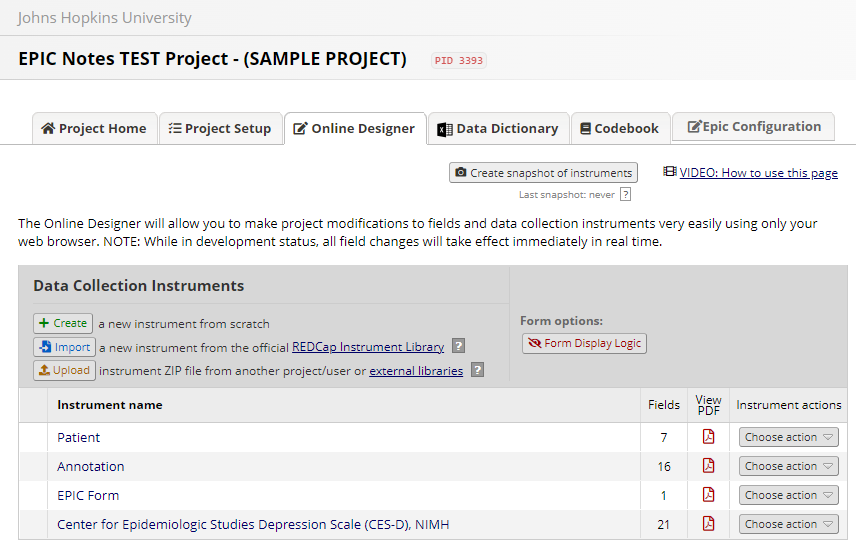 Johns Hopkins University
EPIC Notes TEST Project - (SAMPLE PROJECT) PID 3393
Project Home Project Setup Online Designer Data Dictionary Codebook Epic Configuration
Create snapshot of instruments VIDEO: How to use this page
Last snapshot: never ?
The Online Designer will allow you to make project modifications to fields and data collection instruments very easily using only your
web browser. NOTE: While in development status, all field changes will take effect immediately in real time.
Data Collection Instruments
+ Create a new instrument from scratch
Import a new instrument from the official REDCap Instrument Library ?
Upload instrument ZIP file from another project/user or external libraries ?
Form options:
Form Display Logic
Instrument name Fields View PDF Instrument actions
Patient 7 Choose action
Annotation 16 Choose action
EPIC Form 1 Choose action
Center for Epidemiologic Studies Depression Scale (CES-D), NIMH 21 Choose action